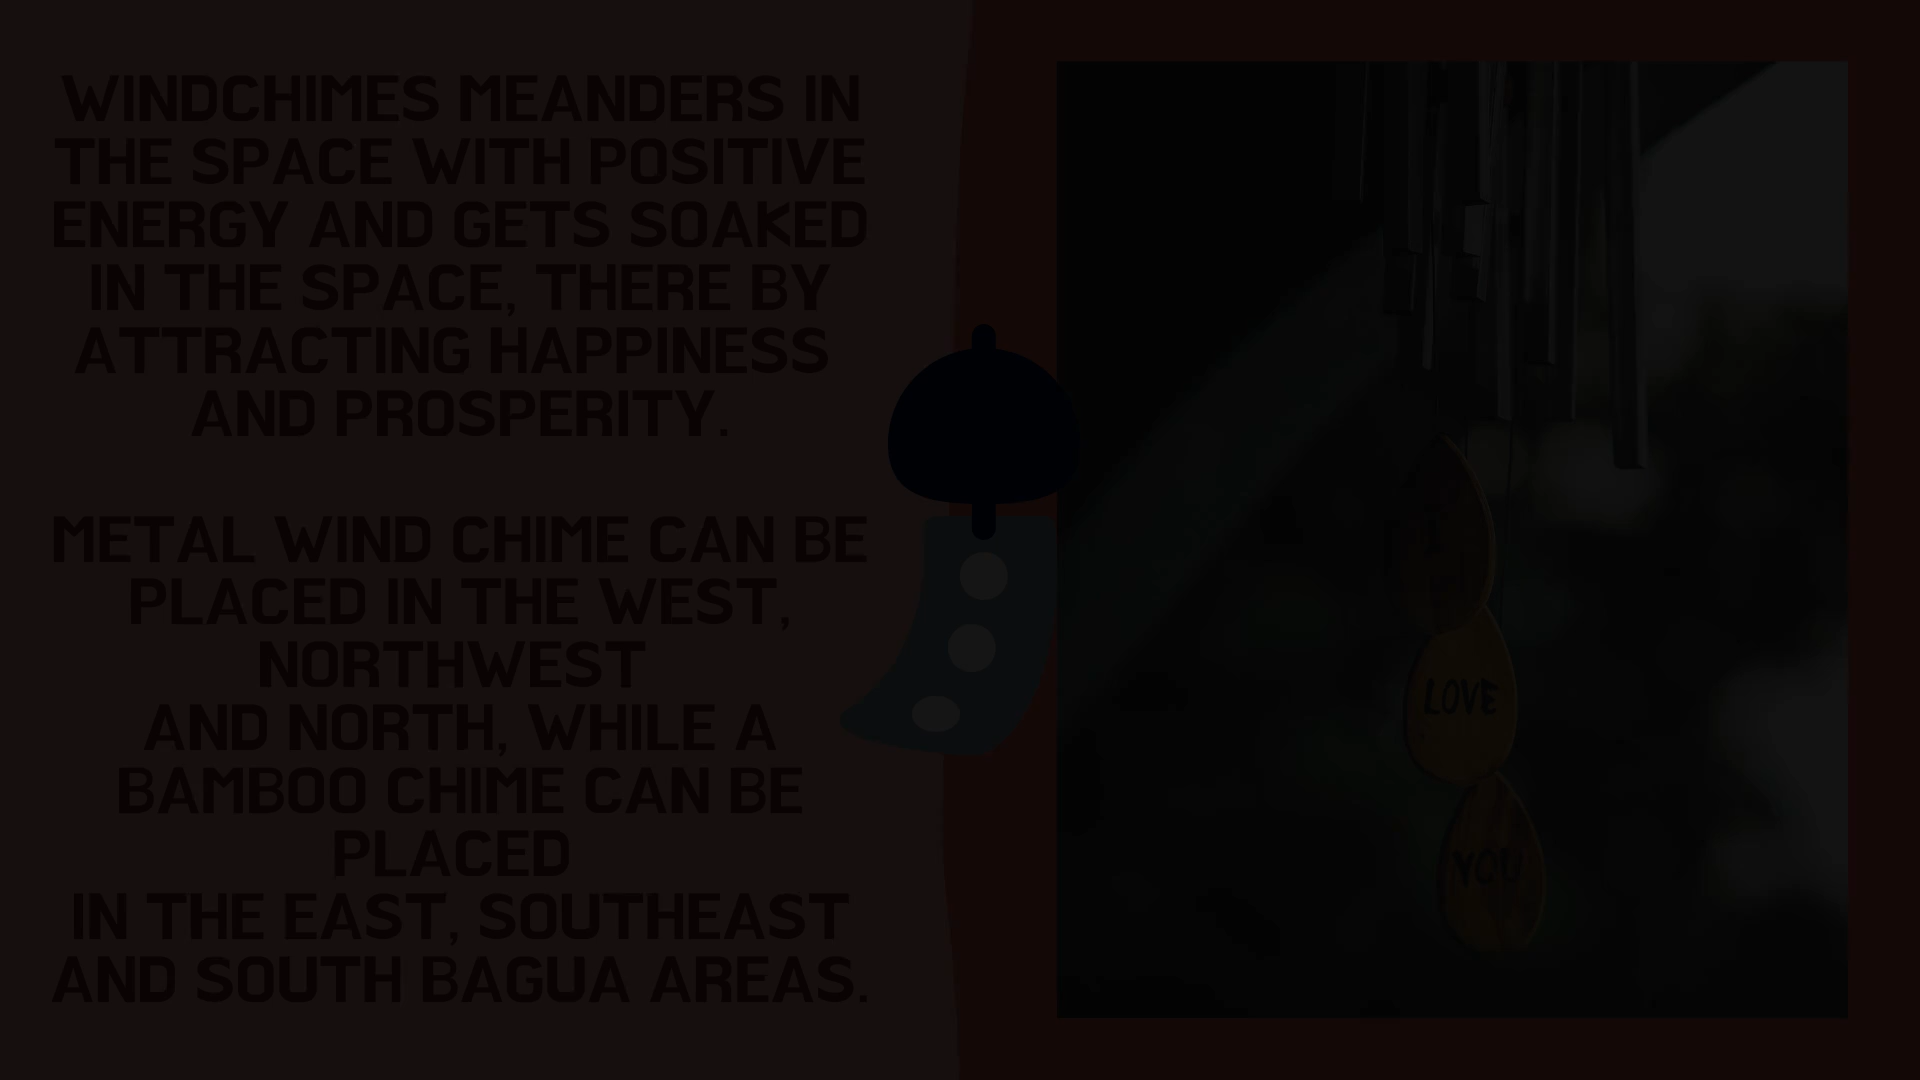 WINDCHIMES MEANDERS IN
THE SPACE WITH POSITIVE
ENERGY AND GETS SOAKED
IN THE SPACE, THERE BY
ATTRACTING HAPPINESS
AND PROSPERITY.
METAL WIND CHIME CAN BE
PLACED IN THE WEST,
NORTHWEST
AND NORTH, WHILE A
BAMBOO CHIME CAN BE
PLACED
IN THE EAST, SOUTHEAST
AND SOUTH BAGUA AREAS.
I
LOVE
YOU